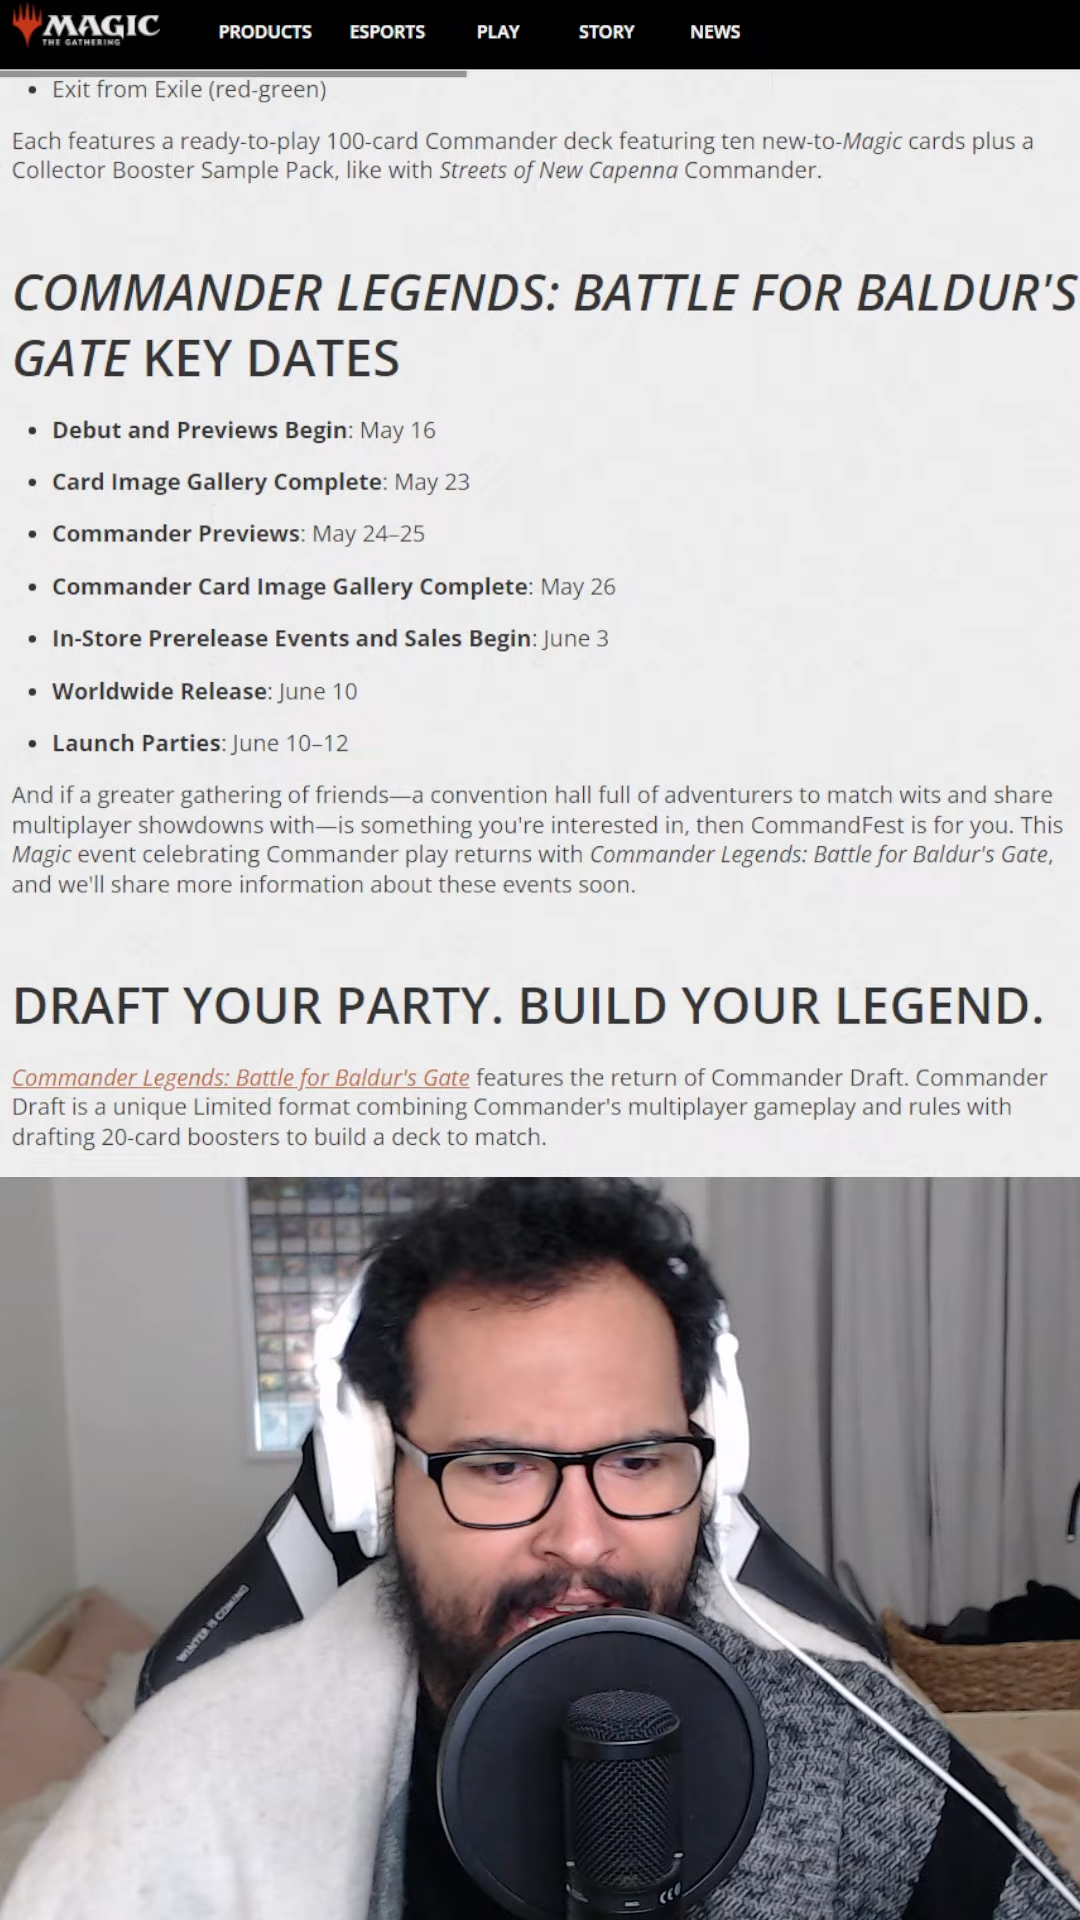 MAGIC
THE GATHERING
PRODUCTS ESPORTS PLAY STORY NEWS
• Exit from Exile (red-green)
Each features a ready-to-play 100-card Commander deck featuring ten new-to-Magic cards plus a
Collector Booster Sample Pack, like with Streets of New Capenna Commander.
COMMANDER LEGENDS: BATTLE FOR BALDUR'S
GATE KEY DATES
• Debut and Previews Begin: May 16
• Card Image Gallery Complete: May 23
• Commander Previews: May 24–25
• Commander Card Image Gallery Complete: May 26
• In-Store Prerelease Events and Sales Begin: June 3
• Worldwide Release: June 10
• Launch Parties: June 10–12
And if a greater gathering of friends—a convention hall full of adventurers to match wits and share
multiplayer showdowns with—is something you're interested in, then CommandFest is for you. This
Magic event celebrating Commander play returns with Commander Legends: Battle for Baldur's Gate,
and we'll share more information about these events soon.
DRAFT YOUR PARTY. BUILD YOUR LEGEND.
Commander Legends: Battle for Baldur's Gate features the return of Commander Draft. Commander
Draft is a unique Limited format combining Commander's multiplayer gameplay and rules with
drafting 20-card boosters to build a deck to match.
WINTER IS COMING